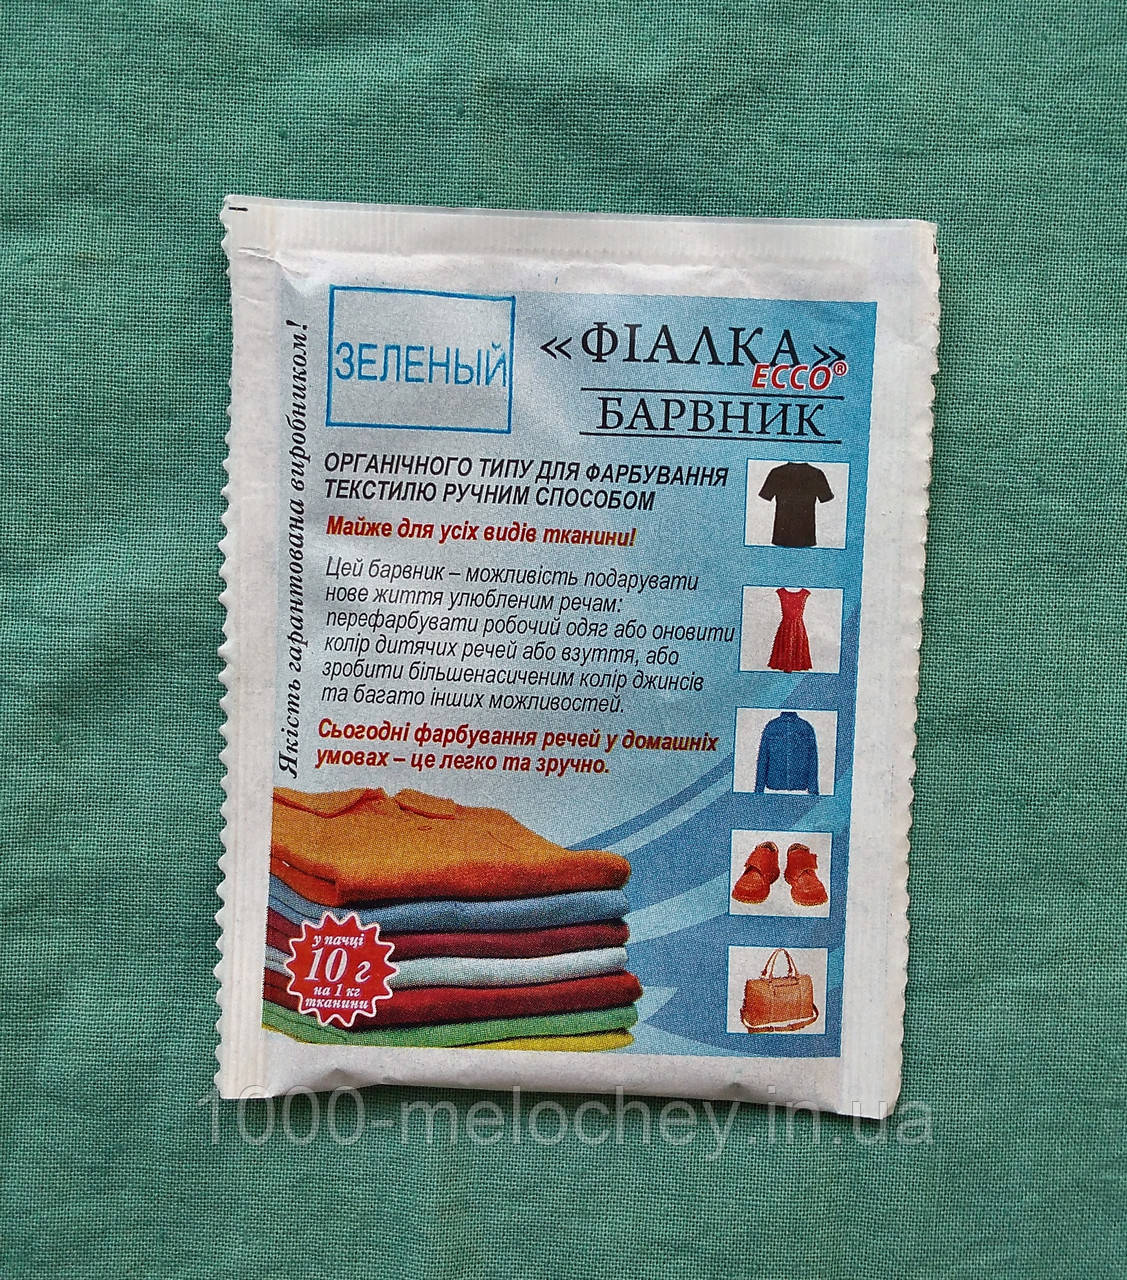 ЗЕЛЕНЫЙ
«ФІАЛКА»
ECCO®
БАРВНИК
ОРГАНІЧНОГО ТИПУ ДЛЯ ФАРБУВАННЯ
ТЕКСТИЛЮ РУЧНИМ СПОСОБОМ
Майже для усіх видів тканини!
Цей барвник – можливість подарувати
нове життя улюбленим речам:
перефарбувати робочий одяг або оновити
колір дитячих речей або взуття, або
зробити більшенасиченим колір джинсів
та багато інших можливостей.
Сьогодні фарбування речей у домашніх
умовах – це легко та зручно.
Якість гарантована виробником!
у пачці
10 г
на 1 кг
тканини
1000-melochey.in.ua